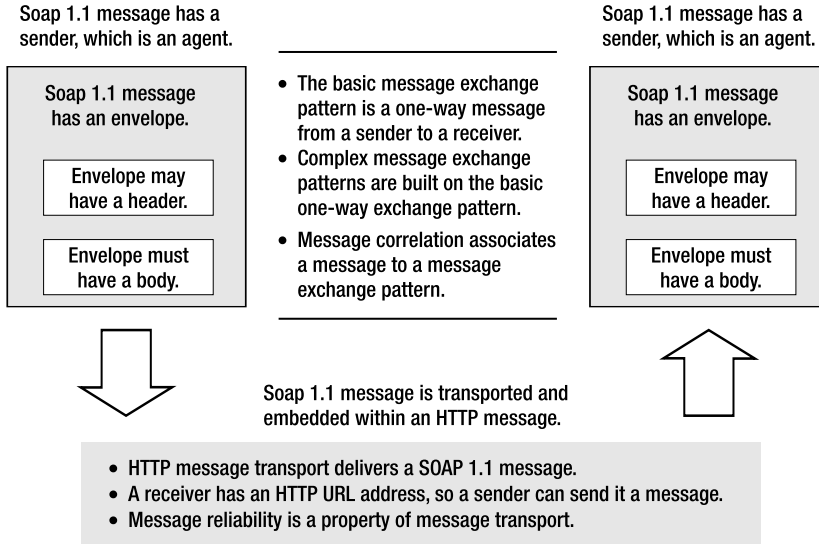 Soap 1.1 message has a
sender, which is an agent.
Soap 1.1 message
has an envelope.
Envelope may
have a header.
Envelope must
have a body.
• The basic message exchange
pattern is a one-way message
from a sender to a receiver.
• Complex message exchange
patterns are built on the basic
one-way exchange pattern.
• Message correlation associates
a message to a message
exchange pattern.
Soap 1.1 message has a
sender, which is an agent.
Soap 1.1 message
has an envelope.
Envelope may
have a header.
Envelope must
have a body.
Soap 1.1 message is transported and
embedded within an HTTP message.
• HTTP message transport delivers a SOAP 1.1 message.
• A receiver has an HTTP URL address, so a sender can send it a message.
• Message reliability is a property of message transport.